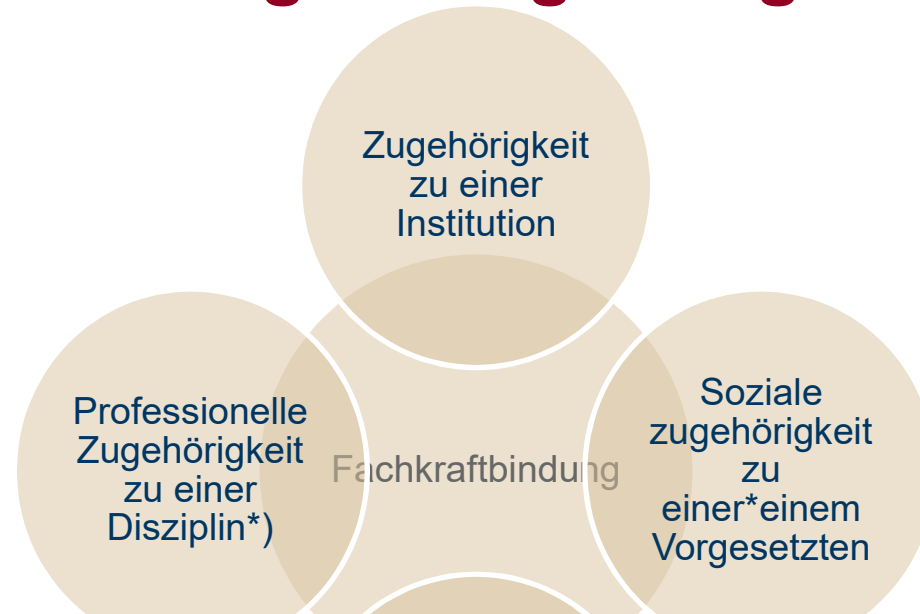 Zugehörigkeit
zu einer
Institution
Professionelle
Zugehörigkeit
zu einer
Disziplin*)
Fachkraftbindung
Soziale
zugehörigkeit
zu
einer*einem
Vorgesetzten